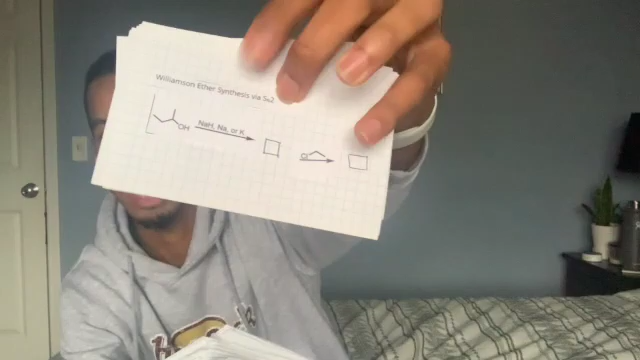 Williamson Ether Synthesis via SN2
NaH, Na, or K
OH
Cl